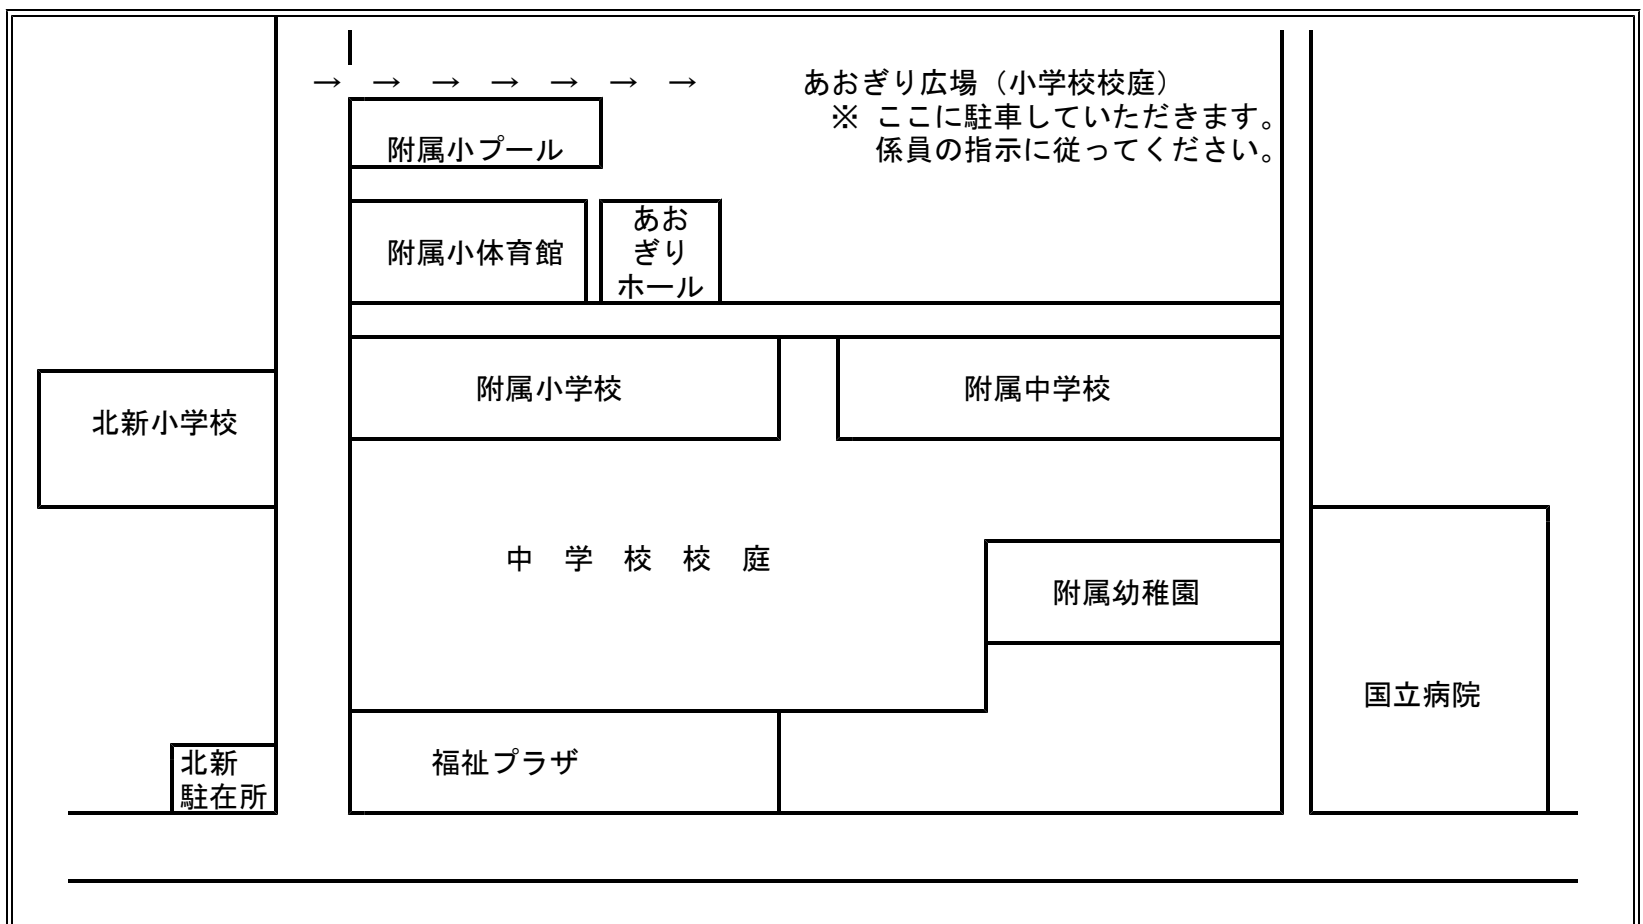 → → → → → → →
あおぎり広場（小学校校庭）
※ ここに駐車していただきます。
係員の指示に従ってください。
附属小プール
附属小体育館
あお
ぎり
ホール
附属小学校
附属中学校
北新小学校
中 学 校 校 庭
附属幼稚園
国立病院
福祉プラザ
北新
駐在所